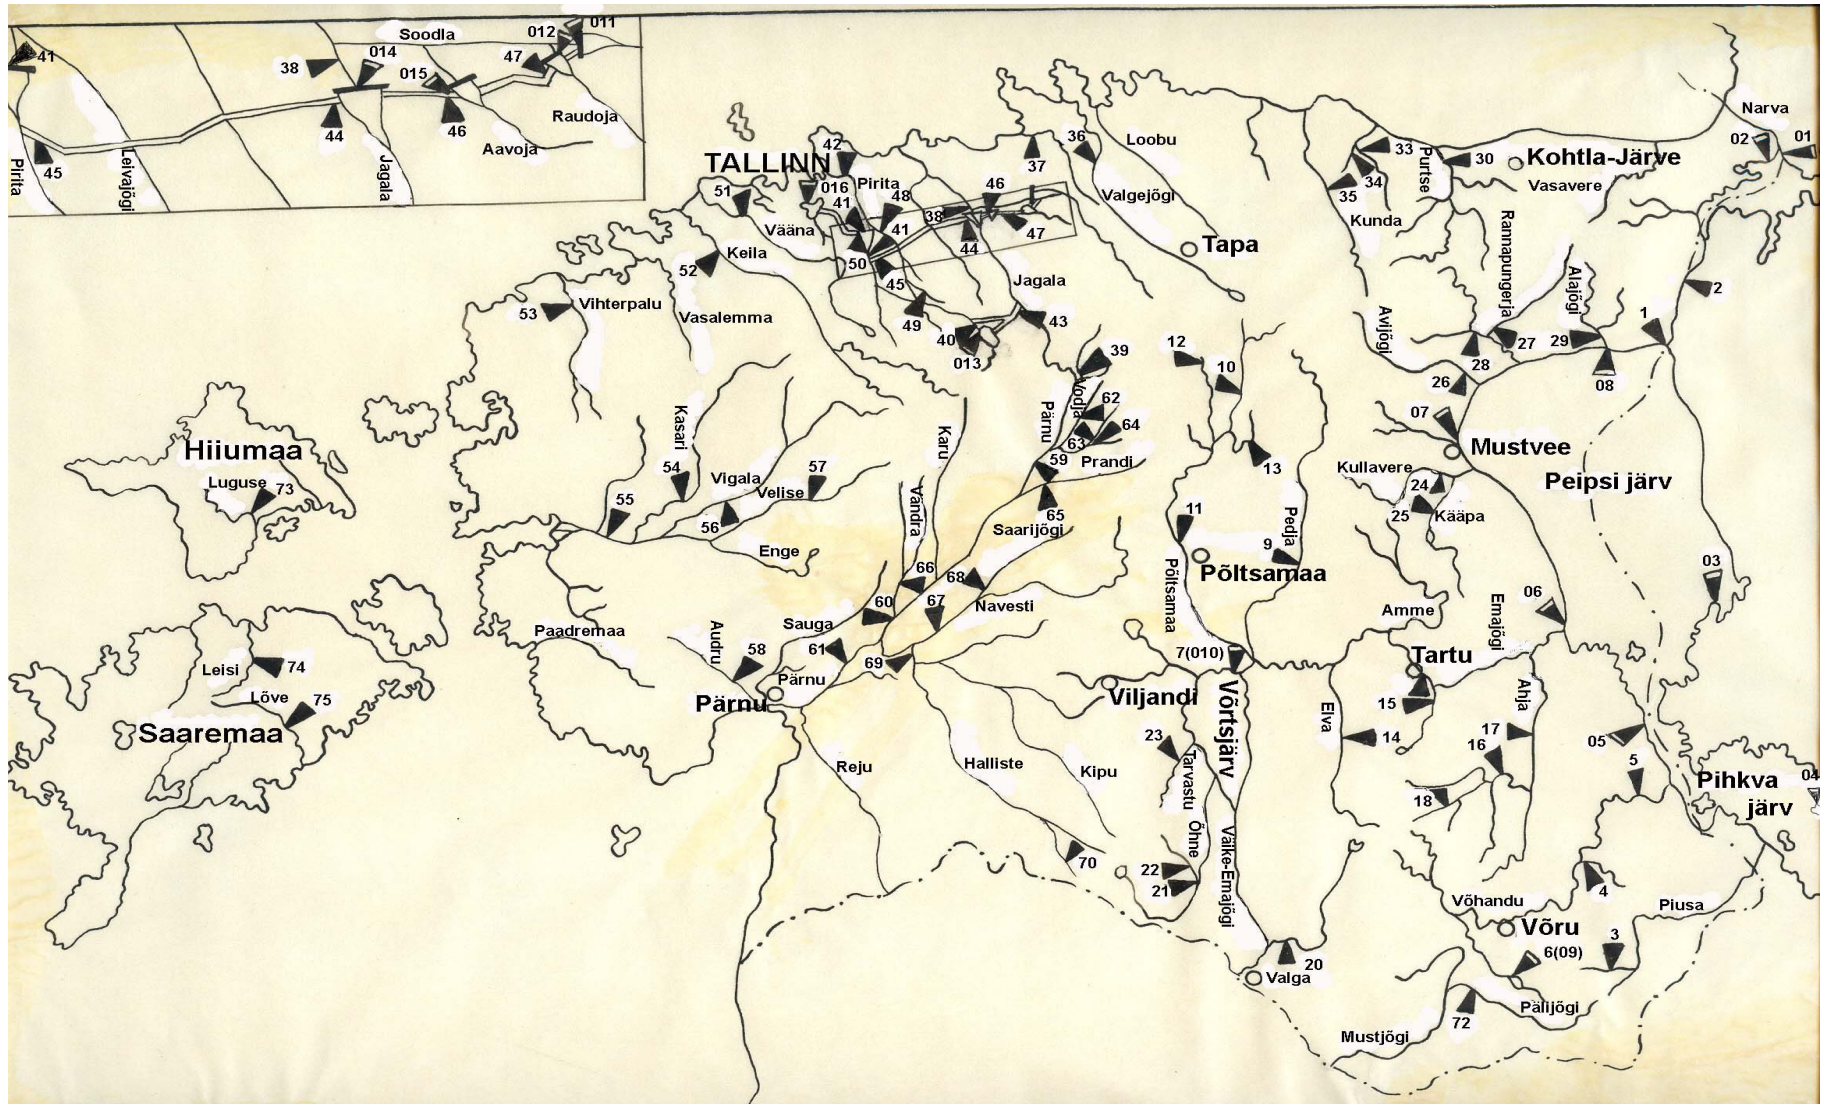 011
Soodla
012
41
47
014
38
015
Raudoja
44
46
Aavoja
45
Pirita
Leivajõgi
Jagala
Narva
01
02
36
Loobu
42
37
33
30
Kohtla-Järve
TALLINN
Purtse
34
Vasavere
35
Pirita
46
Valgejõgi
51
016
48
41
38
Kunda
Rannapungerja
Vääna
41
47
44
Tapa
Keila
50
52
45
Jagala
Alajõgi
2
Vihterpalu
53
Vasalemma
49
43
Avijõgi
1
40
013
39
12
27
29
28
10
08
26
Vodja
62
Kasari
Pärnu
64
07
Karu
63
Hiiumaa
Mustvee
59
Prandi
54
13
Kullavere
57
Vigala
Luguse
73
Velise
24
Peipsi järv
55
Vändra
65
11
25
Kääpa
56
Saarijõgi
Pedja
Enge
9
Põltsamaa
66
68
03
Põltsamaa
06
60
67
Navesti
Amme
Emajõgi
Sauga
Paadremaa
Audru
58
61
7(010)
Tartu
Leisi
74
69
Pärnu
Viljandi
Võrtsjärv
Lõve
75
Pärnu
15
Ahja
Elva
Saaremaa
23
14
17
05
16
Tarvastu
Reju
Halliste
Kipu
5
Pihkva
04
järv
18
Õhne
Väike-Emajõgi
70
22
21
4
Võhandu
Piusa
Võru
3
6(09)
20
Valga
Pälijõgi
72
Mustjõgi